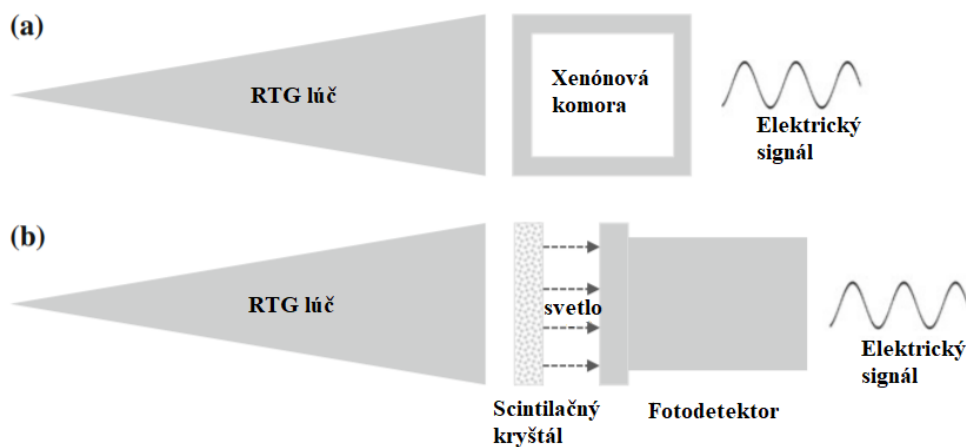 (a)
RTG lúč
Xenónová
komora
Elektrický
signál
(b)
RTG lúč
svetlo
Elektrický
signál
Scintilačný
kryštál
Fotodetektor